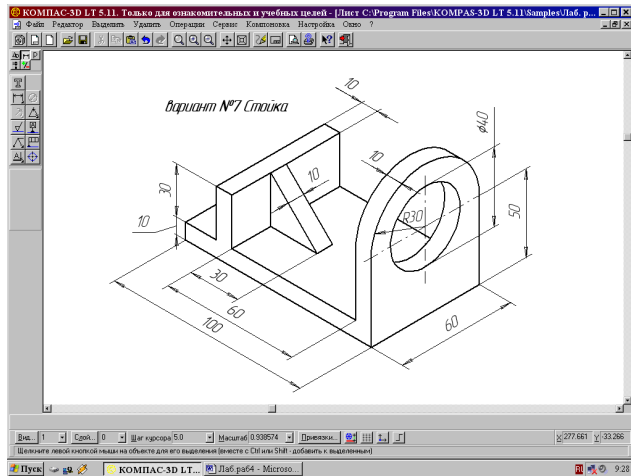 КОМПАС-3D LT 5.11. Только для ознакомительных и учебных целей - [Лист C:\Program Files\KOMPAS-3D LT 5.11\Samples\Лаб. р...
Файл Редактор Выделить Удалить Операции Сервис Компоновка Настройка Окно ?
вариант №7 Стойка
10
⌀40
10
10
30
R30
50
10
30
60
100
60
Вид... 1 Слой... 0 Шаг курсора 5.0 Масштаб 0.938574 Привязки... X 277.661 Y -33.266
Щелкните левой кнопкой мыши на объекте для его выделения (вместе с Ctrl или Shift - добавить к выделенным)
Пуск КОМПАС-3D LT... Лаб.раб4 - Microso... 9:28